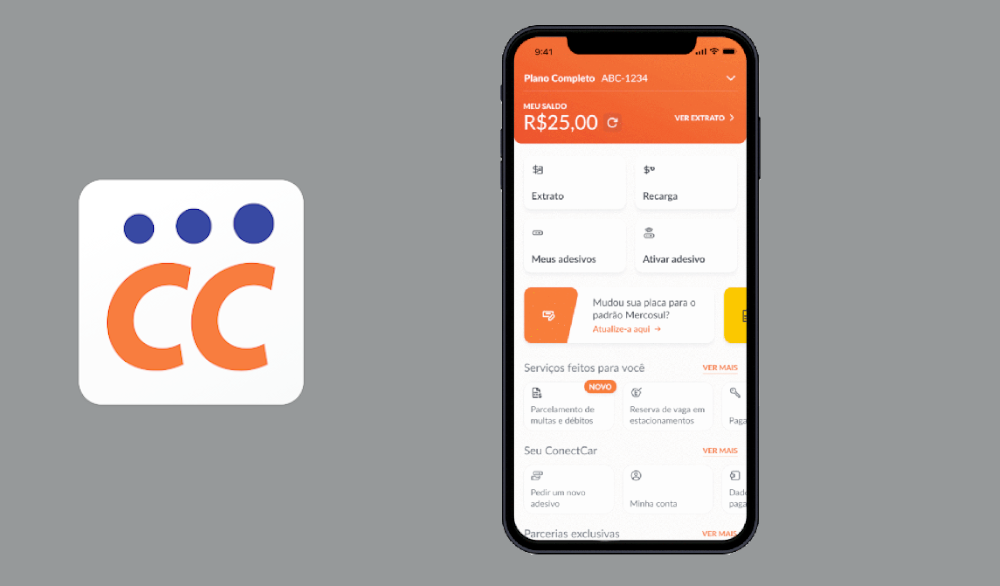 CC
9:41
Plano Completo ABC-1234
MEU SALDO
R$25,00
VER EXTRATO
Extrato
Recarga
Meus adesivos
Ativar adesivo
Mudou sua placa para o
padrão Mercosul?
Atualize-a aqui →
Serviços feitos para você
VER MAIS
NOVO
Parcelamento de
multas e débitos
Reserva de vaga em
estacionamentos
Paga
Seu ConectCar
VER MAIS
Pedir um novo
adesivo
Minha conta
Dado
paga
Parcerias exclusivas
VER MAIS